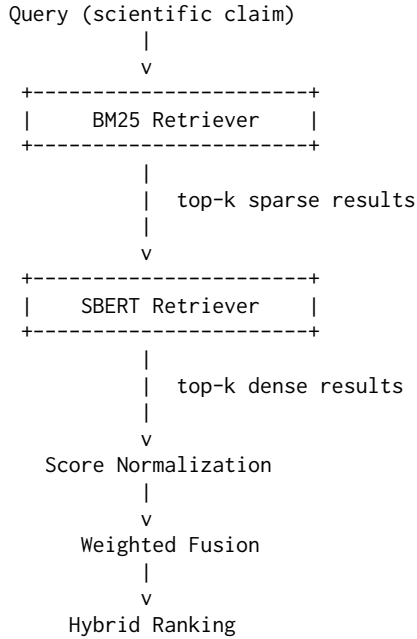 Query (scientific claim)
|
v
+-----------------------+
|     BM25 Retriever    |
+-----------------------+
|
|  top-k sparse results
|
v
+-----------------------+
|    SBERT Retriever    |
+-----------------------+
|
|  top-k dense results
|
v
Score Normalization
|
v
Weighted Fusion
|
v
Hybrid Ranking